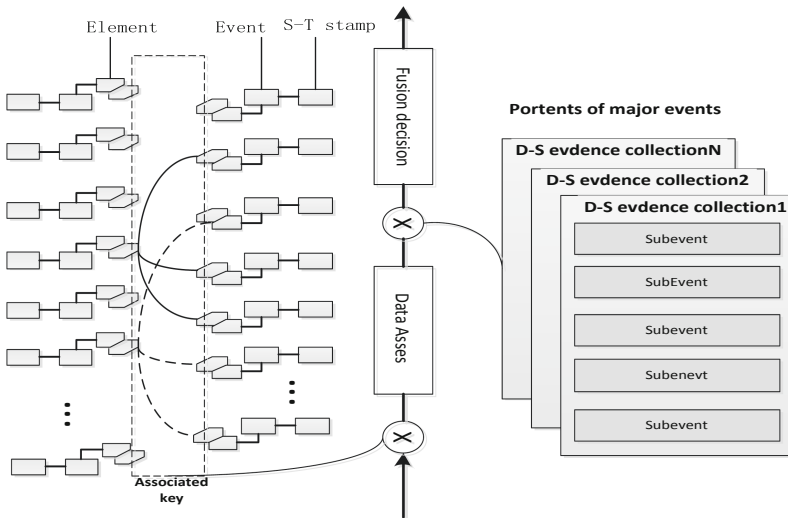 Element
Event
S-T stamp
Fusion decision
Portents of major events
D-S evdence collectionN
D-S evdence collection2
D-S evdence collection1
Subevent
SubEvent
Subevent
Subenevt
Subevent
Data Asses
X
X
Associated
key